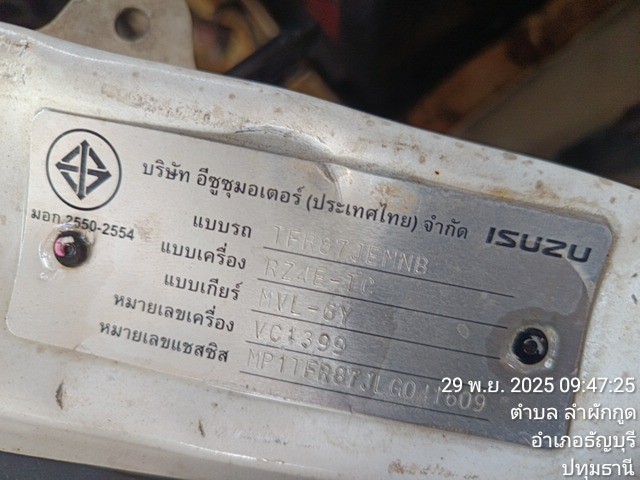 บริษัท อีซูซุมอเตอร์ (ประเทศไทย) จำกัด ISUZU
มอก.2550-2554
แบบรถ TFR87JEMNB
แบบเครื่อง RZ4E-TC
แบบเกียร์ MVL-6Y
หมายเลขเครื่อง
หมายเลขแชสซิส
29 พ.ย. 2025 09:47:25
ตำบล ลำผักกูด
อำเภอธัญบุรี
ปทุมธานี